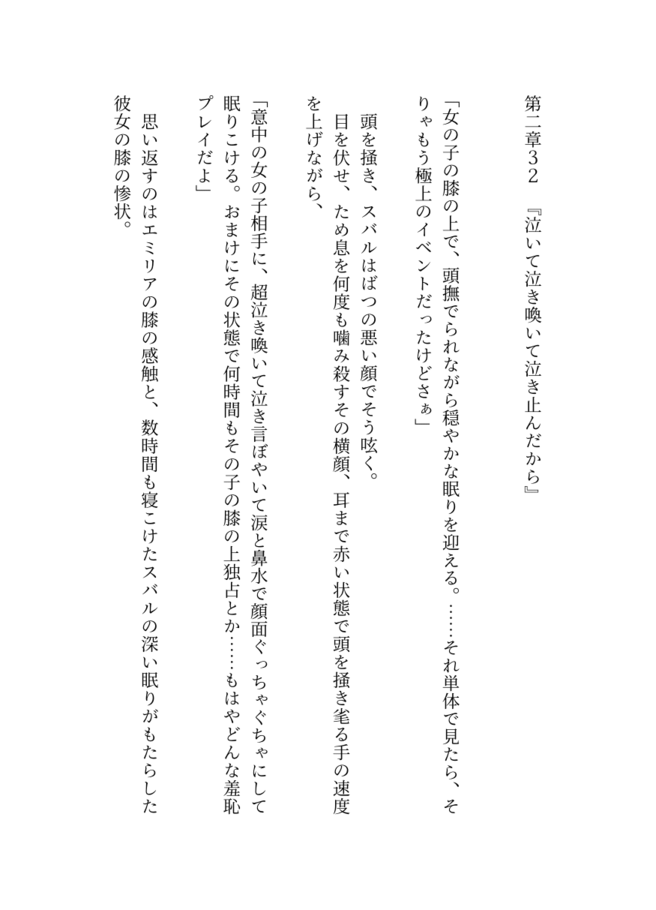 第二章３２　『泣いて泣き喚いて泣き止んだから』
「女の子の膝の上で、頭撫でられながら穏やかな眠りを迎える。……それ単体で見たら、そ
りゃもう極上のイベントだったけどさぁ」
　頭を掻き、スバルはばつの悪い顔でそう呟く。
　目を伏せ、ため息を何度も噛み殺すその横顔、耳まで赤い状態で頭を掻き毟る手の速度
を上げながら、
「意中の女の子相手に、超泣き喚いて泣き言ぼやいて涙と鼻水で顔面ぐっちゃぐちゃにして
眠りこける。おまけにその状態で何時間もその子の膝の上独占とか……もはやどんな羞恥
プレイだよ」
　思い返すのはエミリアの膝の感触と、数時間も寝こけたスバルの深い眠りがもたらした
彼女の膝の惨状。